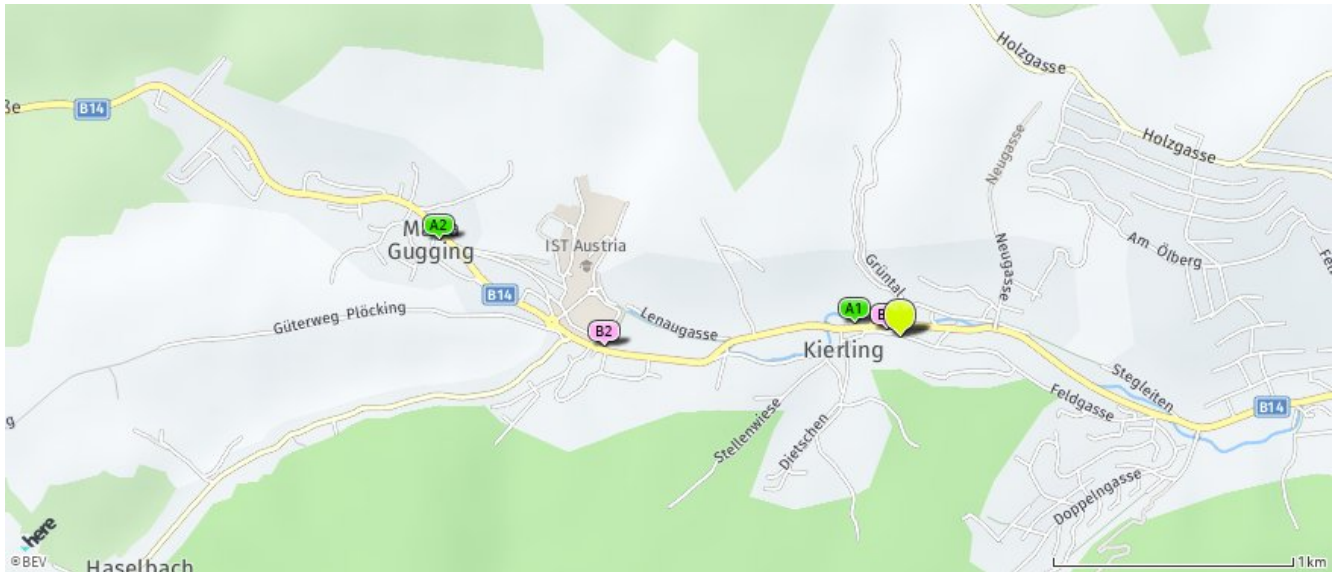 Holzgasse
ße
B14
Holzgasse
Neugasse
A2
Gugging
IST Austria
Am Ölberg
Grüntal
Neugasse
B14
Güterweg Plöcking
Lenaugasse
A1
B2
Kierling
Stegleiten
Feldgasse
B14
Stellenwiese
Dietschen
Doppelngasse
here
©BEV
Haselbach
1km